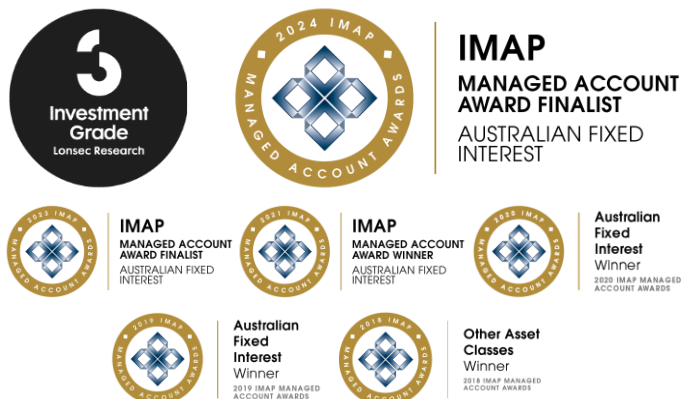 Investment
Grade
Lonsec Research
2024 IMAP
MANAGED ACCOUNT AWARDS
IMAP
MANAGED ACCOUNT
AWARD FINALIST
AUSTRALIAN FIXED
INTEREST
2023 IMAP
MANAGED ACCOUNT AWARDS
IMAP
MANAGED ACCOUNT
AWARD FINALIST
AUSTRALIAN FIXED
INTEREST
2021 IMAP
MANAGED ACCOUNT AWARDS
IMAP
MANAGED ACCOUNT
AWARD WINNER
AUSTRALIAN FIXED
INTEREST
2020 IMAP
MANAGED ACCOUNT AWARDS
Australian
Fixed
Interest
Winner
2020 IMAP MANAGED
ACCOUNT AWARDS
2019 IMAP
MANAGED ACCOUNT AWARDS
Australian
Fixed
Interest
Winner
2019 IMAP MANAGED
ACCOUNT AWARDS
2018 IMAP
MANAGED ACCOUNT AWARDS
Other Asset
Classes
Winner
2018 IMAP MANAGED
ACCOUNT AWARDS